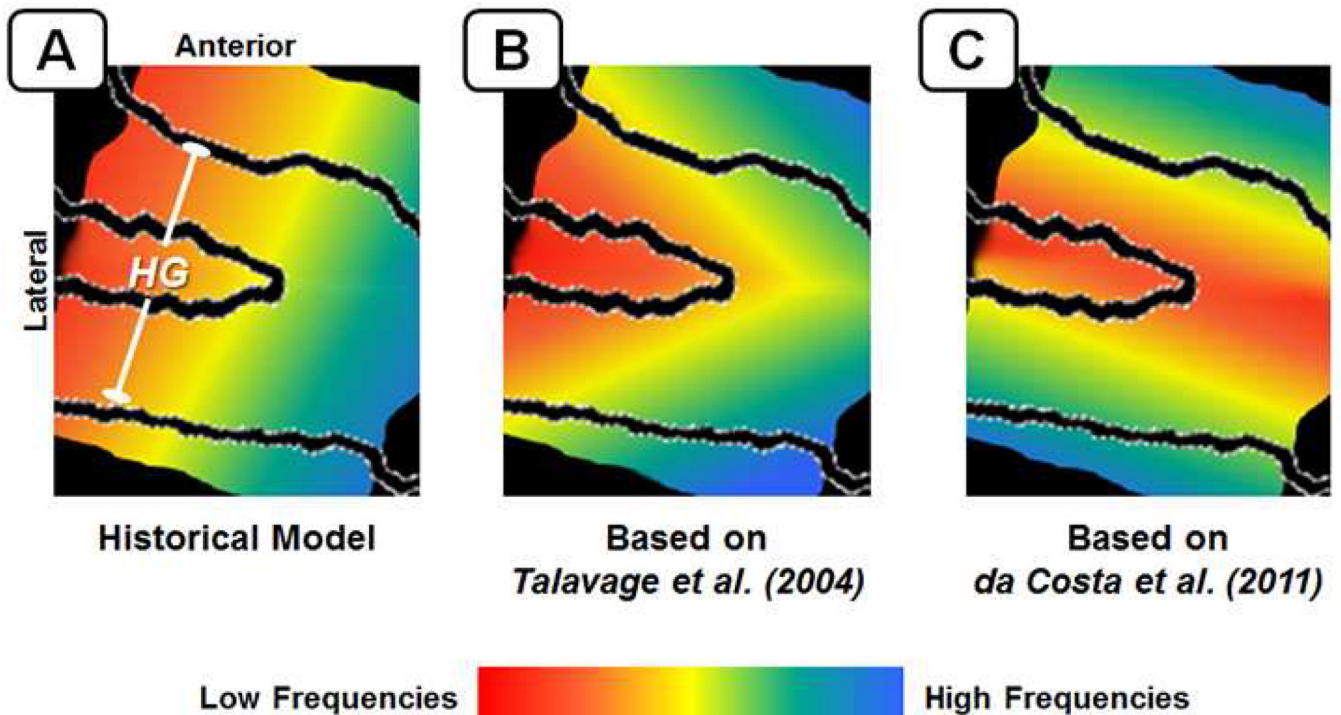 A
Anterior
B
C
Lateral
HG
Historical Model
Based on
Talavage et al. (2004)
Based on
da Costa et al. (2011)
Low Frequencies
High Frequencies